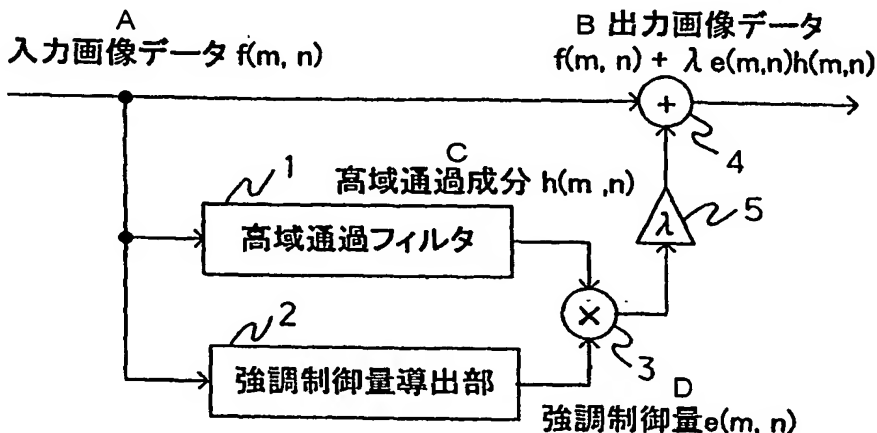 A
入力画像データ f(m, n)
B 出力画像データ
f(m, n) + λ e(m,n)h(m,n)
+
4
C
高域通過成分 h(m ,n)
1
高域通過フィルタ
λ
5
×
3
2
強調制御量導出部
D
強調制御量e(m, n)